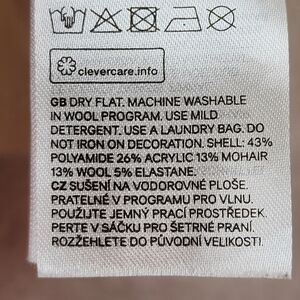 clevercare.info
GB DRY FLAT. MACHINE WASHABLE
IN WOOL PROGRAM. USE MILD
DETERGENT. USE A LAUNDRY BAG. DO
NOT IRON ON DECORATION. SHELL: 43%
POLYAMIDE 26% ACRYLIC 13% MOHAIR
13% WOOL 5% ELASTANE.
CZ SUŠENÍ NA VODOROVNÉ PLOŠE.
PRATELNÉ V PROGRAMU PRO VLNU.
POUŽIJTE JEMNÝ PRACÍ PROSTŘEDEK.
PERTE V SÁČKU PRO ŠETRNÉ PRANÍ.
ROZŽEHLETE DO PŮVODNÍ VELIKOSTI.